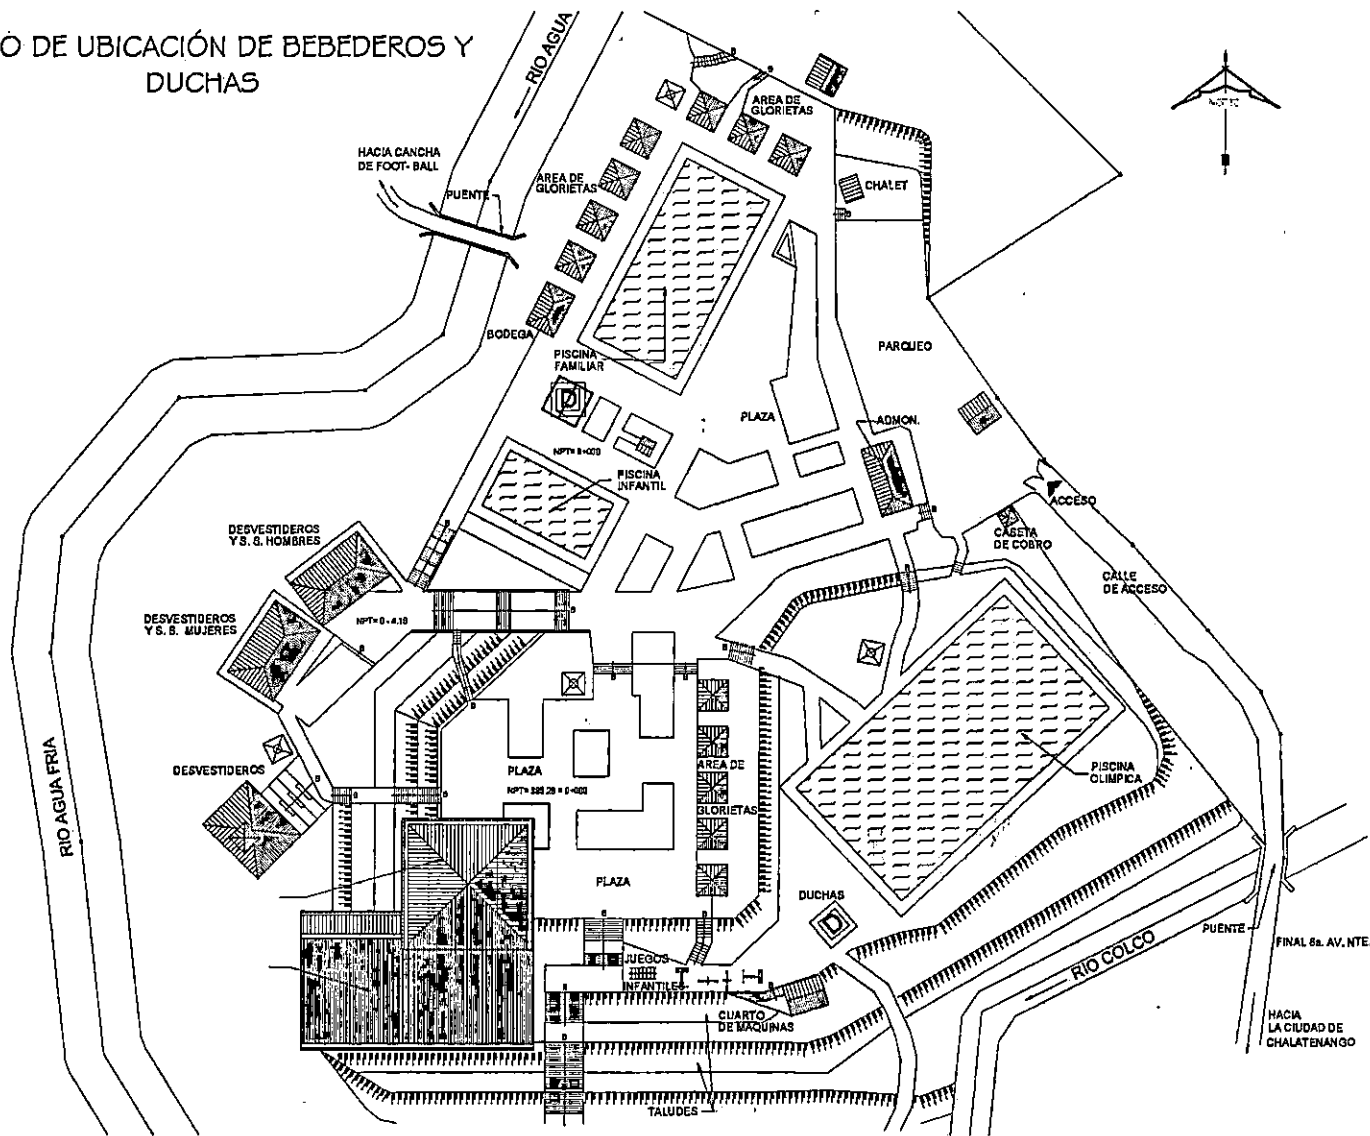 O DE UBICACIÓN DE BEBEDEROS Y
DUCHAS
RIO AGUA
AREA DE
GLORIETAS
HACIA CANCHA
DE FOOT-BALL
PUENTE
AREA DE
GLORIETAS
CHALET
BODEGA
PARQUEO
PISCINA
FAMILIAR
D
PLAZA
ADMON.
PISCINA
INFANTIL
ACCESO
CASETA
DE COBRO
DESVESTIDEROS
Y S. S. HOMBRES
CALLE
DE ACCESO
DESVESTIDEROS
Y S. S. MUJERES
RIO AGUA FRIA
DESVESTIDEROS
PLAZA
AREA DE
GLORIETAS
PISCINA
OLIMPICA
PLAZA
DUCHAS
D
PUENTE
FINAL 6a. AV. NTE.
RIO COLCO
JUEGOS
INFANTILES
CUARTO
DE MAQUINAS
HACIA
LA CIUDAD DE
CHALATENANGO
TALUDES